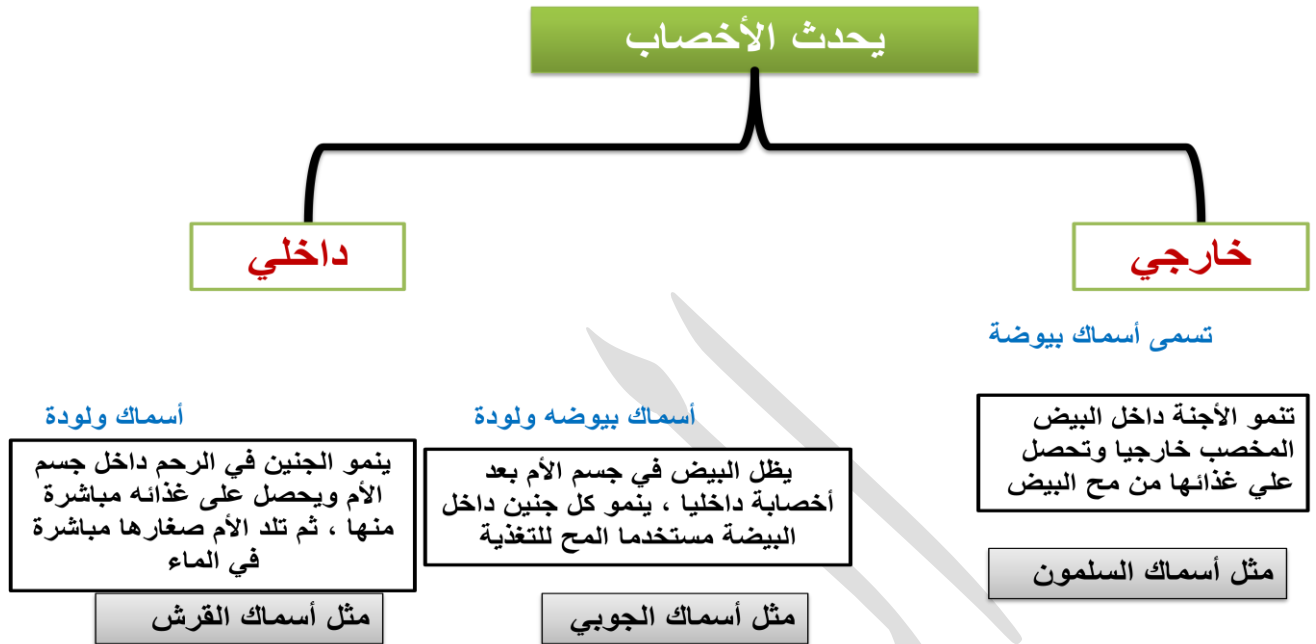 يحدث الأخصاب
خارجي
تسمى أسماك بيوضة
تنمو الأجنة داخل البيض
المخصب خارجيا وتحصل
علي غذائها من مح البيض
مثل أسماك السلمون
داخلي
أسماك بيوضه ولودة
يظل البيض في جسم الأم بعد
أخصابة داخليا ، ينمو كل جنين داخل
البيضة مستخدما المح للتغذية
مثل أسماك الجوبي
أسماك ولودة
ينمو الجنين في الرحم داخل جسم
الأم ويحصل على غذائه مباشرة
منها ، ثم تلد الأم صغارها مباشرة
في الماء
مثل أسماك القرش